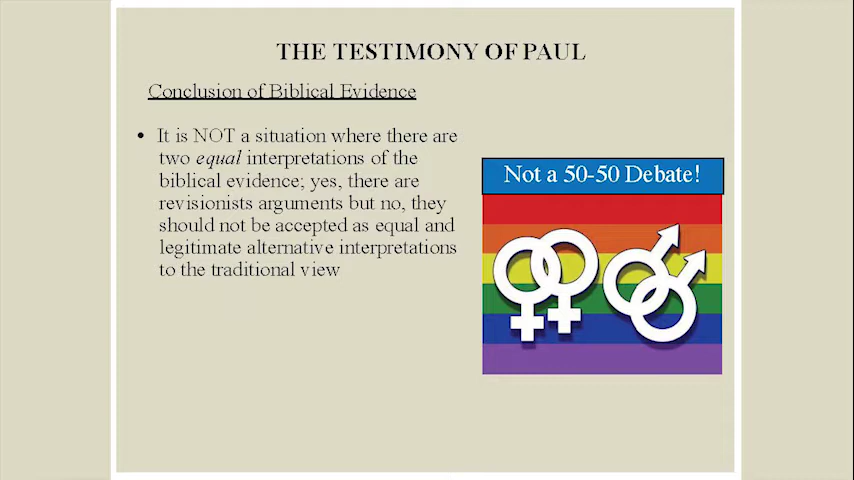 THE TESTIMONY OF PAUL
Conclusion of Biblical Evidence
• It is NOT a situation where there are
two equal interpretations of the
biblical evidence; yes, there are
revisionists arguments but no, they
should not be accepted as equal and
legitimate alternative interpretations
to the traditional view
Not a 50-50 Debate!